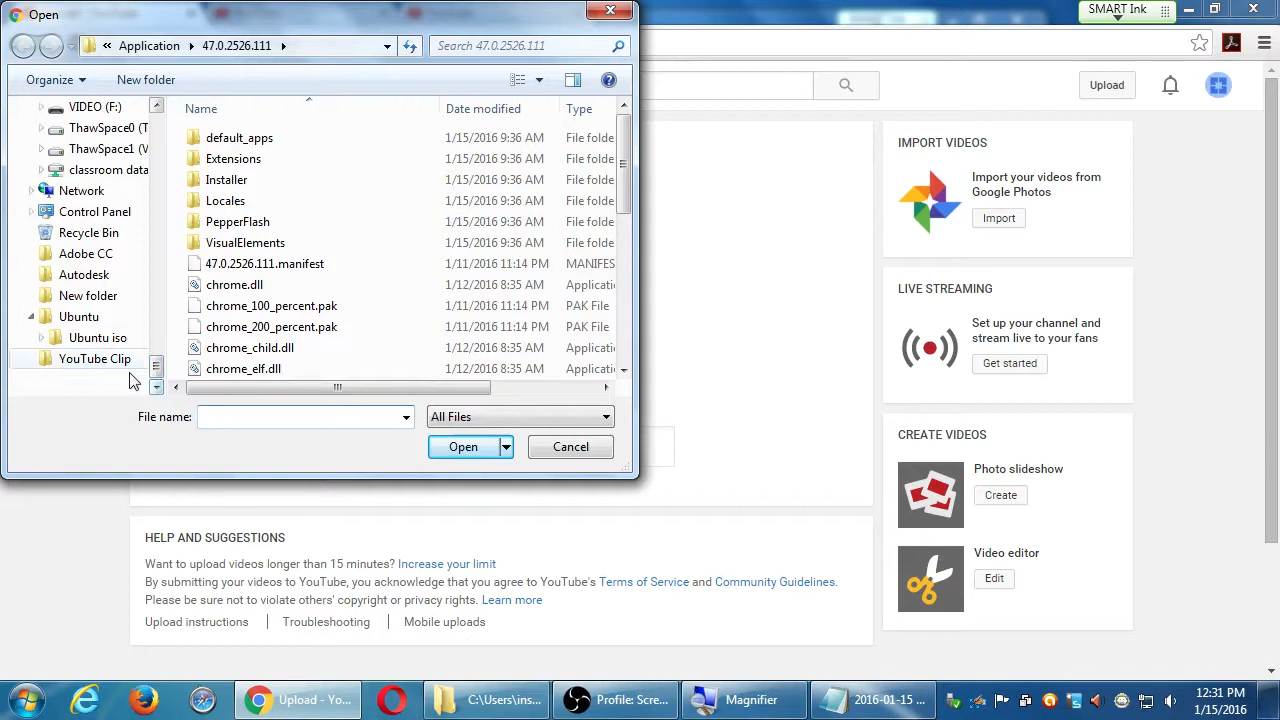 Open
SMART Ink
« Application 47.0.2526.111
Search 47.0.2526.111
Organize
New folder
VIDEO (F:)
ThawSpace0 (T
ThawSpace1 (V
classroom data
Network
Control Panel
Recycle Bin
Adobe CC
Autodesk
New folder
Ubuntu
Ubuntu iso
YouTube Clip
Name Date modified Type
default_apps 1/15/2016 9:36 AM File folde
Extensions 1/15/2016 9:36 AM File folde
Installer 1/15/2016 9:36 AM File folde
Locales 1/15/2016 9:36 AM File folde
PepperFlash 1/15/2016 9:36 AM File folde
VisualElements 1/15/2016 9:36 AM File folde
47.0.2526.111.manifest 1/11/2016 11:14 PM MANIFES
chrome.dll 1/12/2016 8:35 AM Applicatio
chrome_100_percent.pak 1/11/2016 11:14 PM PAK File
chrome_200_percent.pak 1/11/2016 11:14 PM PAK File
chrome_child.dll 1/12/2016 8:35 AM Applicatio
chrome_elf.dll 1/12/2016 8:35 AM Applicatio
File name:
All Files
Open
Cancel
Upload
IMPORT VIDEOS
Import your videos from
Google Photos
Import
LIVE STREAMING
Set up your channel and
stream live to your fans
Get started
CREATE VIDEOS
Photo slideshow
Create
Video editor
Edit
HELP AND SUGGESTIONS
Want to upload videos longer than 15 minutes? Increase your limit
By submitting your videos to YouTube, you acknowledge that you agree to YouTube's Terms of Service and Community Guidelines.
Please be sure not to violate others' copyright or privacy rights. Learn more
Upload instructions | Troubleshooting | Mobile uploads
Upload - Yo...
C:\Users\ins...
Profile: Scre...
Magnifier
2016-01-15 ...
12:31 PM
1/15/2016